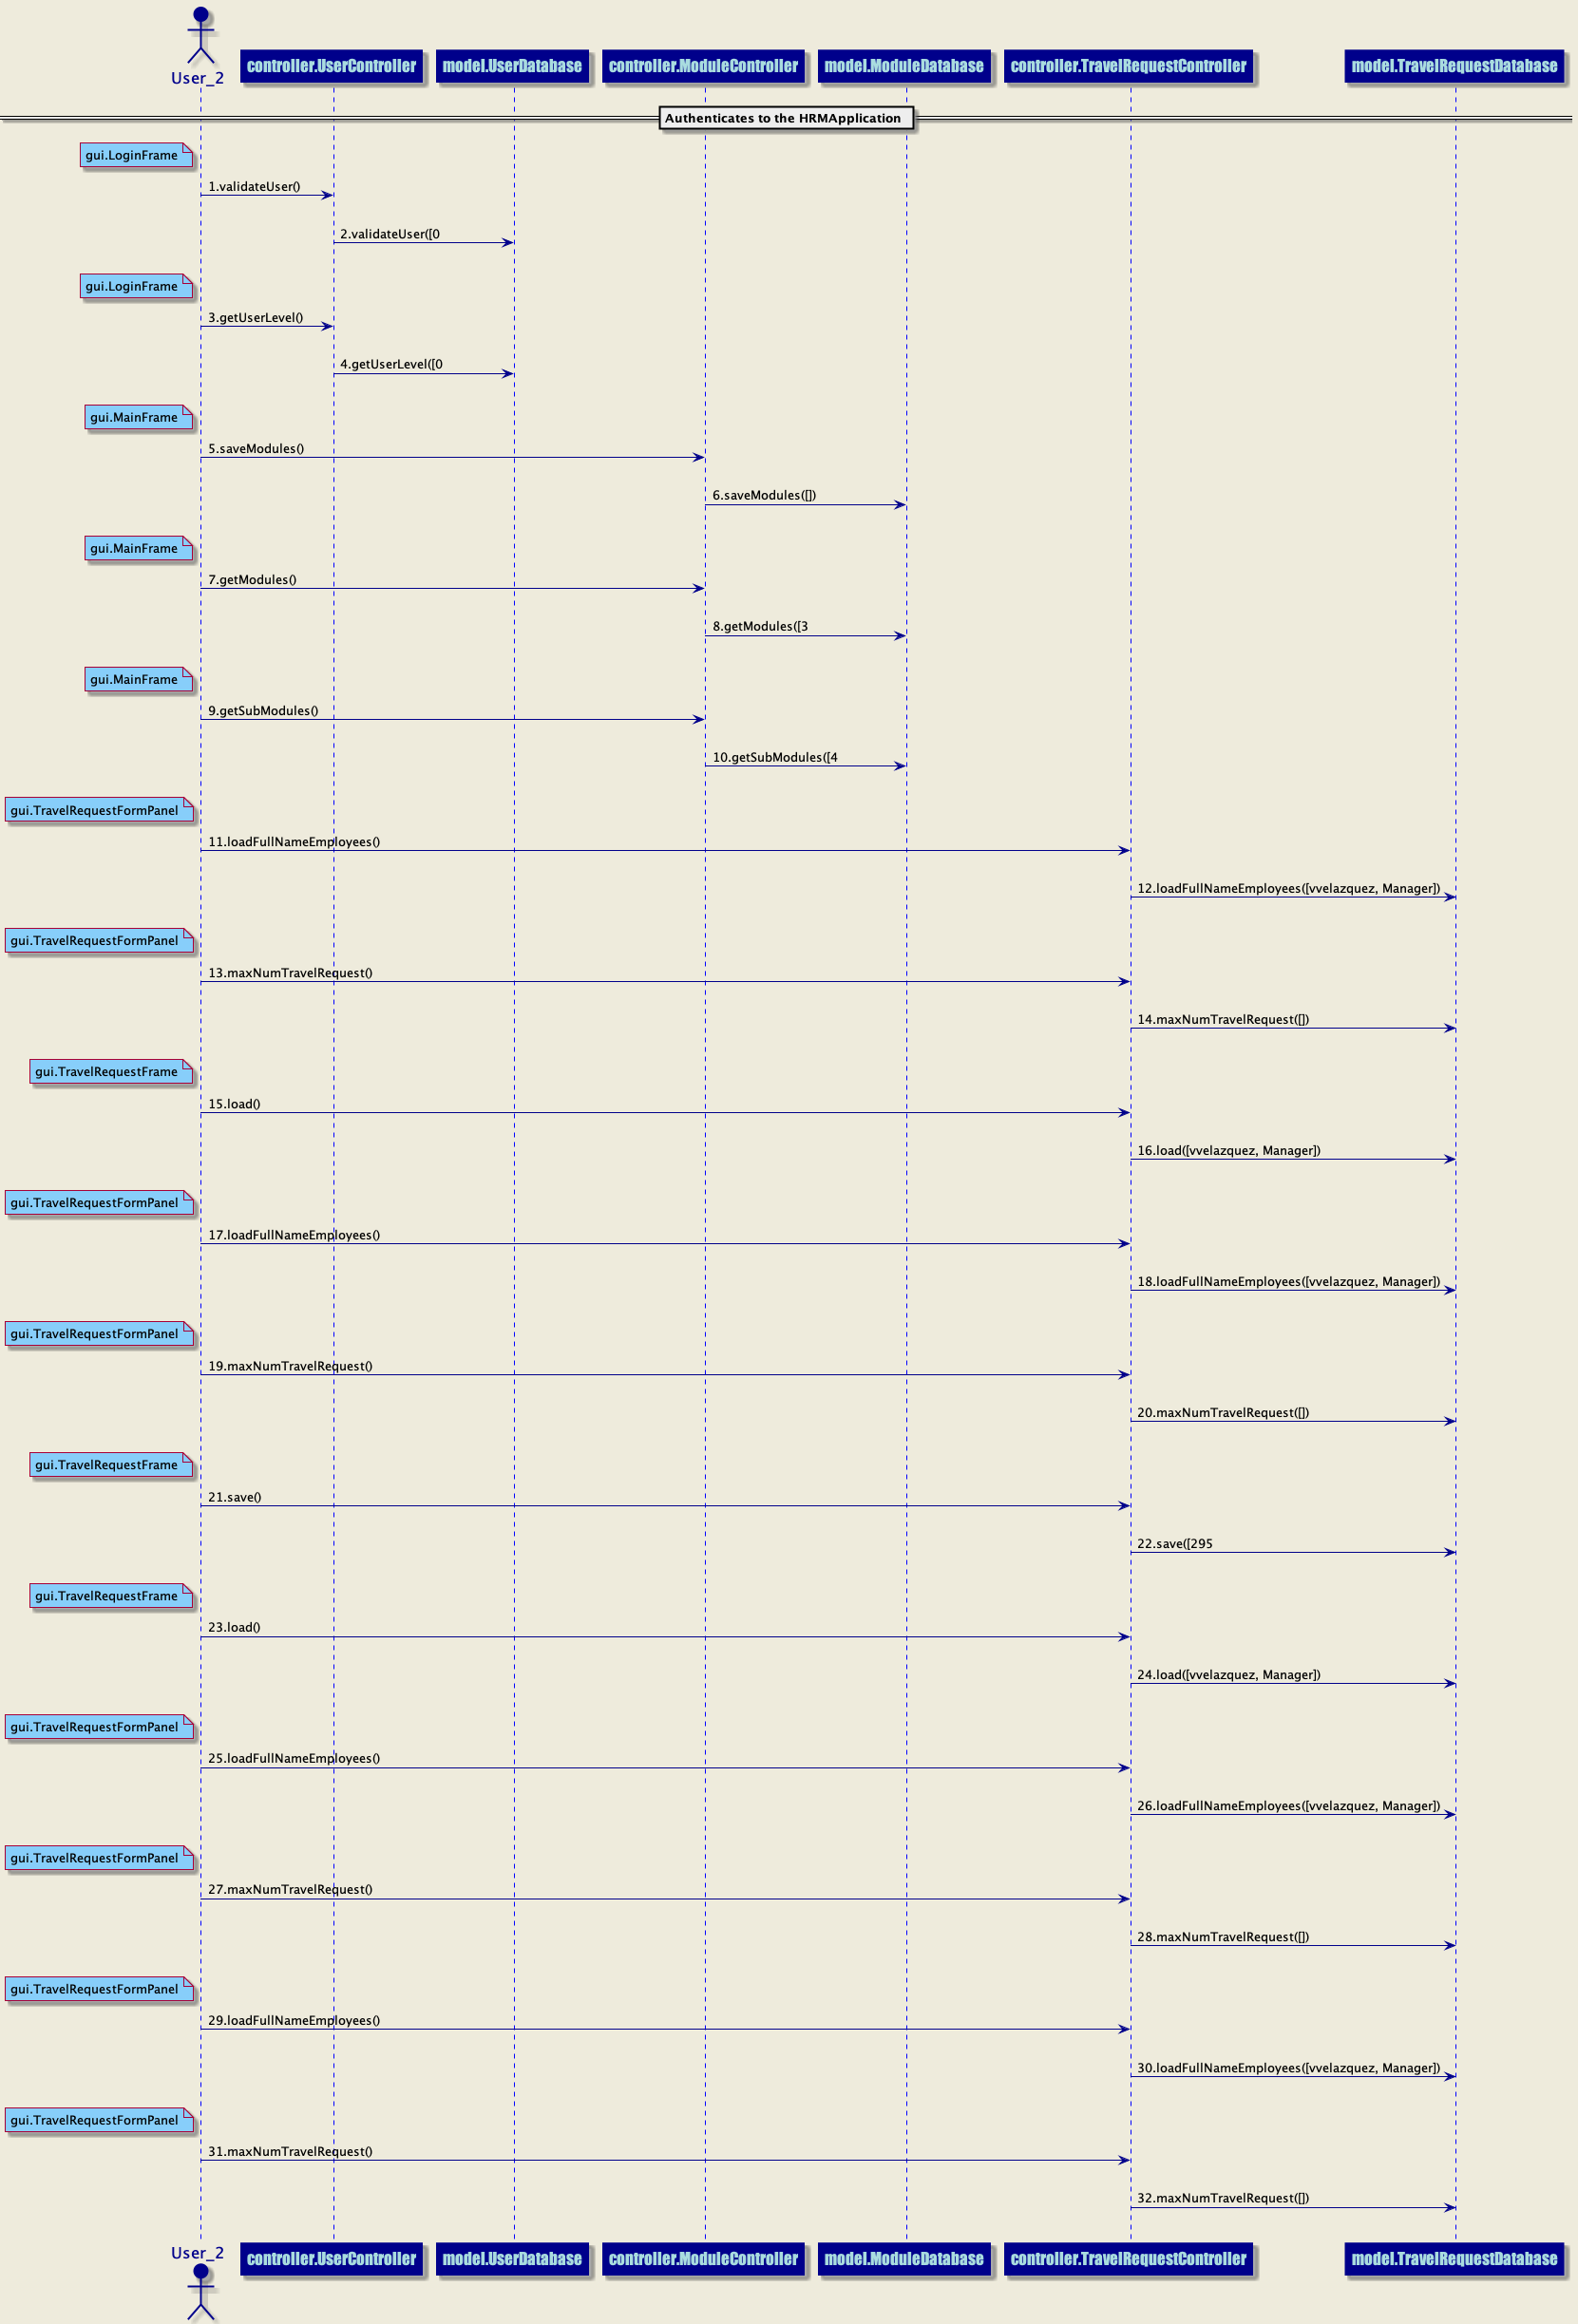 User_2
controller.UserController
model.UserDatabase
controller.ModuleController
model.ModuleDatabase
controller.TravelRequestController
model.TravelRequestDatabase
Authenticates to the HRMApplication
gui.LoginFrame
1.validateUser()
2.validateUser([0
gui.LoginFrame
3.getUserLevel()
4.getUserLevel([0
gui.MainFrame
5.saveModules()
6.saveModules([])
gui.MainFrame
7.getModules()
8.getModules([3
gui.MainFrame
9.getSubModules()
10.getSubModules([4
gui.TravelRequestFormPanel
11.loadFullNameEmployees()
12.loadFullNameEmployees([vvelazquez, Manager])
gui.TravelRequestFormPanel
13.maxNumTravelRequest()
14.maxNumTravelRequest([])
gui.TravelRequestFrame
15.load()
16.load([vvelazquez, Manager])
gui.TravelRequestFormPanel
17.loadFullNameEmployees()
18.loadFullNameEmployees([vvelazquez, Manager])
gui.TravelRequestFormPanel
19.maxNumTravelRequest()
20.maxNumTravelRequest([])
gui.TravelRequestFrame
21.save()
22.save([295
gui.TravelRequestFrame
23.load()
24.load([vvelazquez, Manager])
gui.TravelRequestFormPanel
25.loadFullNameEmployees()
26.loadFullNameEmployees([vvelazquez, Manager])
gui.TravelRequestFormPanel
27.maxNumTravelRequest()
28.maxNumTravelRequest([])
gui.TravelRequestFormPanel
29.loadFullNameEmployees()
30.loadFullNameEmployees([vvelazquez, Manager])
gui.TravelRequestFormPanel
31.maxNumTravelRequest()
32.maxNumTravelRequest([])
User_2
controller.UserController
model.UserDatabase
controller.ModuleController
model.ModuleDatabase
controller.TravelRequestController
model.TravelRequestDatabase